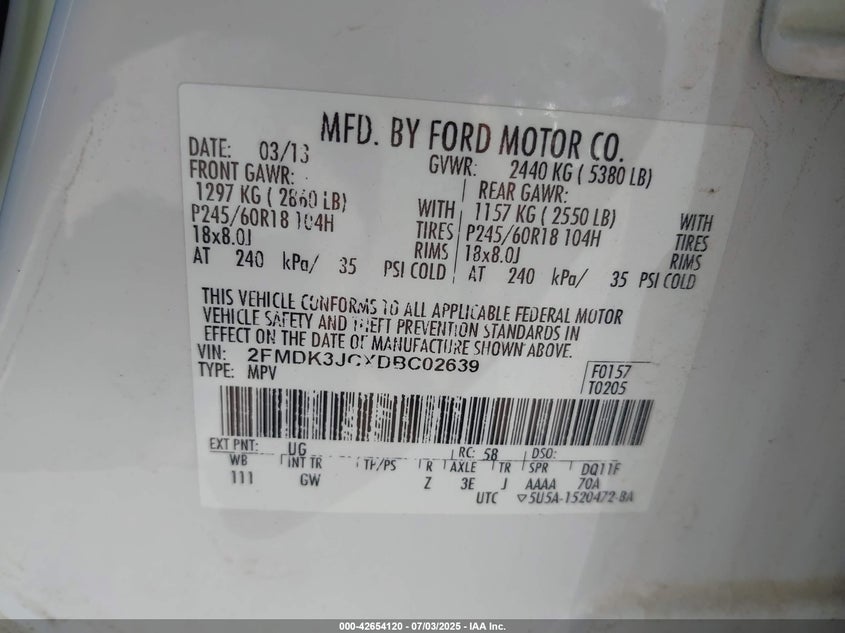 MFD. BY FORD MOTOR CO.
DATE: 03/13 GVWR: 2440 KG ( 5380 LB)
FRONT GAWR: REAR GAWR:
1297 KG ( 2860 LB) WITH 1157 KG ( 2550 LB) WITH
P245/60R18 104H TIRES P245/60R18 104H TIRES
18x8.0J RIMS 18x8.0J RIMS
AT 240 kPa/ 35 PSI COLD AT 240 kPa/ 35 PSI COLD
THIS VEHICLE CONFORMS TO ALL APPLICABLE FEDERAL MOTOR
VEHICLE SAFETY AND THEFT PREVENTION STANDARDS IN
EFFECT ON THE DATE OF MANUFACTURE SHOWN ABOVE.
VIN: 2FMDK3JCXDBC02639
TYPE: MPV
F0157
T0205
EXT PNT: UG RC: 58 DSO:
WB INT TR TP/PS R AXLE TR SPR DQ11F
111 GW Z 3E J AAAA 70A
UTC ▽5U5A-1520472-BA
000-42654120 - 07/03/2025 - IAA Inc.